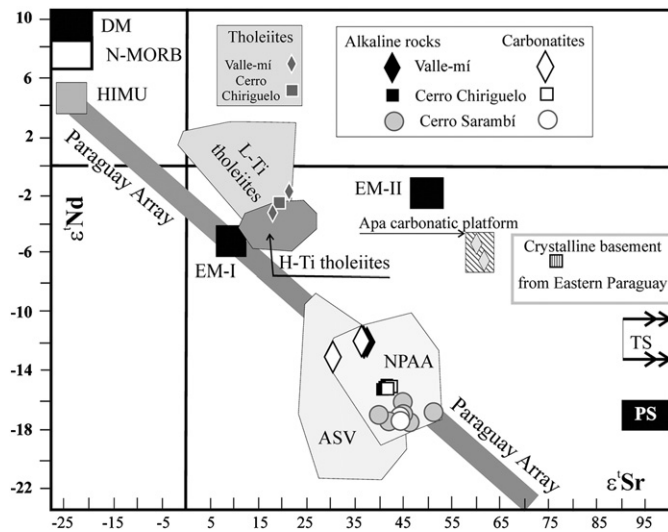 10
6
2
-2
-6
-10
-14
-18
-22
εᵗNd
DM
N-MORB
HIMU
Paraguay Array
Tholeiites
Valle-mí
Cerro
Chiriguelo
Alkaline rocks
Carbonatites
Valle-mí
Cerro Chiriguelo
Cerro Sarambí
L-Ti
tholeiites
EM-II
Apa carbonatic platform
EM-I
H-Ti tholeiites
Crystalline basement
from Eastern Paraguay
TS
NPAA
ASV
PS
Paraguay Array
εᵗSr
-25 -15 -5 5 15 25 35 45 55 65 75 85 95